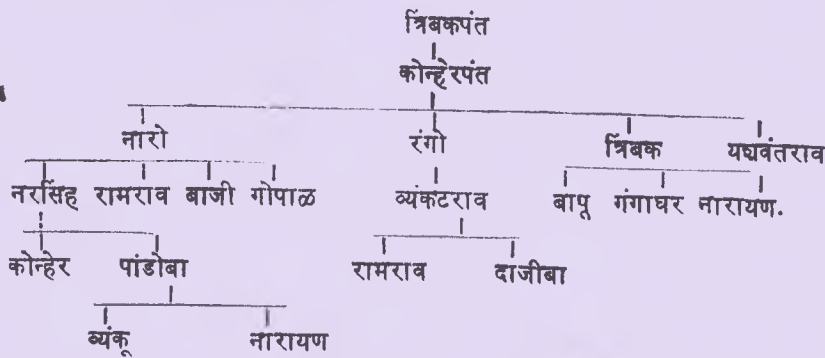 त्रिंबकपंत
कोन्हेरपंत
नारो रंगो त्रिंबक यशवंतराव
नरसिंह रामराव बाजी गोपाळ व्यंकटराव बापू गंगाधर नारायण.
कोन्हेर पांडोबा रामराव दाजीबा
व्यंकू नारायण